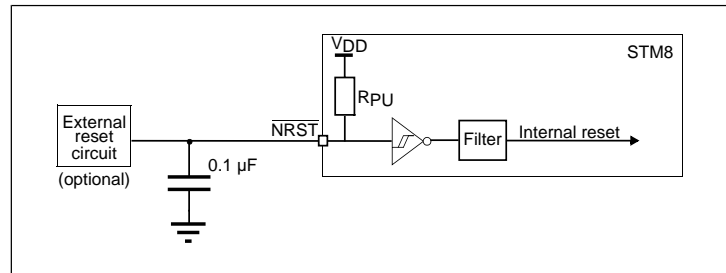 VDD
STM8
RPU
External
reset
circuit
(optional)
NRST
0.1 µF
Filter
Internal reset